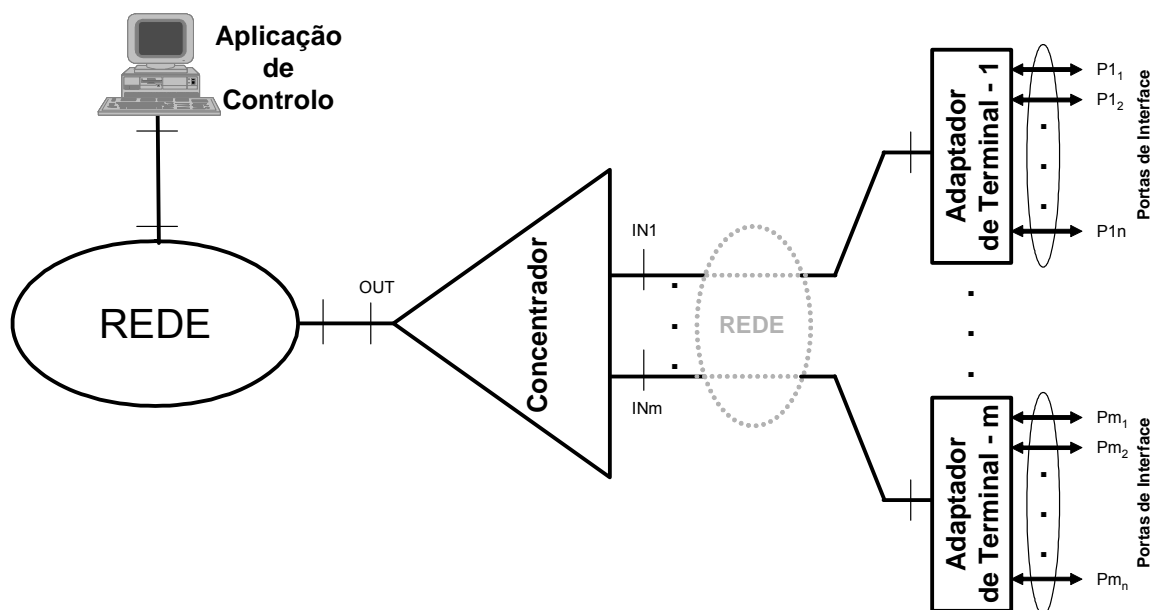 Aplicação
de
Controlo
REDE
OUT
Concentrador
IN1
INm
REDE
Adaptador
de Terminal - 1
P1₁
P1₂
P1n
Portas de Interface
Adaptador
de Terminal - m
Pm₁
Pm₂
Pmₙ
Portas de Interface